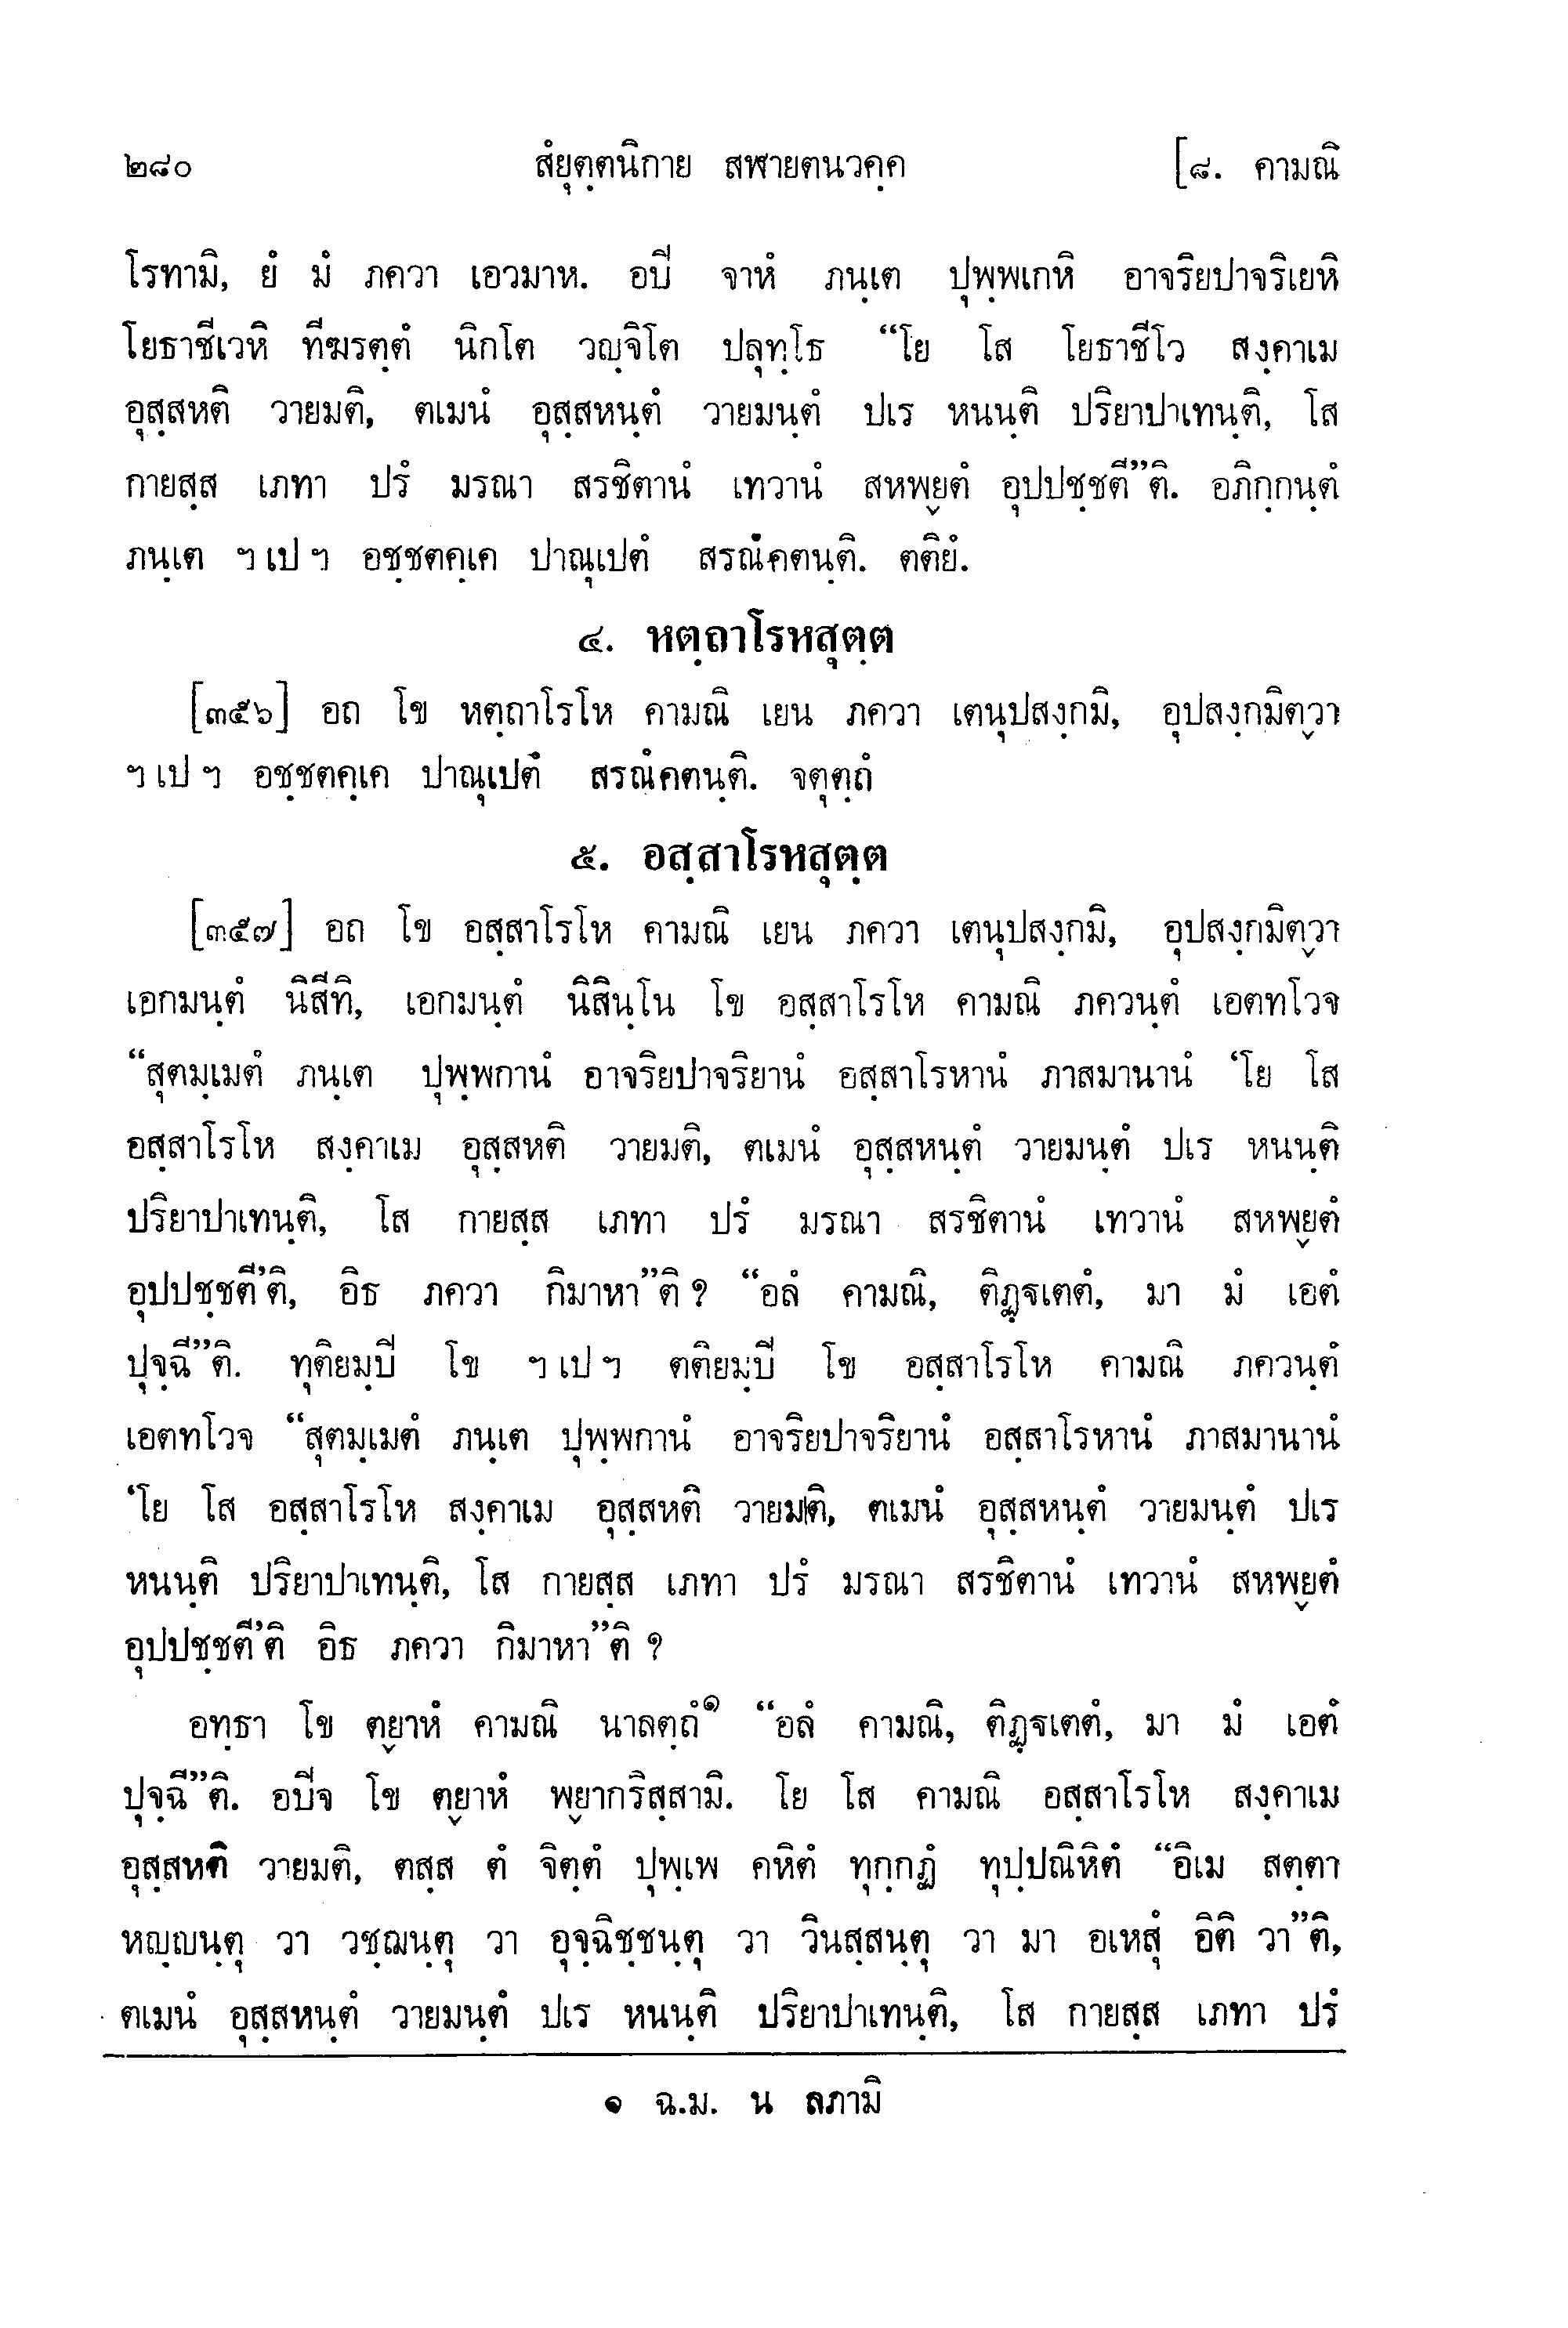 ๒๘๐ สํยุตฺตนิกาย สฬายตนวคฺค [๘. คามณิ
โรทามิ, ยํ มํ ภควา เอวมาห. อปิ จาหํ ภนฺเต ปุพฺพเกหิ อาจริยปาจริเยหิ
โยธาชีเวหิ ทีฆรตฺตํ นิกโต วญฺจิโต ปลุทฺโธ “โย โส โยธาชีโว สงฺคาเม
อุสฺสหติ วายมติ, ตเมนํ อุสฺสหนฺตํ วายมนฺตํ ปเร หนนฺติ ปริยาปาเทนฺติ, โส
กายสฺส เภทา ปรํ มรณา สรชิตานํ เทวานํ สหพฺยตํ อุปปชฺชตี”ติ. อภิกฺกนฺตํ
ภนฺเต ฯ เป ฯ อชฺชตคฺเค ปาณุเปตํ สรณํคตนฺติ. ตติยํ.
๔. หตฺถาโรหสุตฺต
[๓๕๖] อถ โข หตฺถาโรโห คามณิ เยน ภควา เตนุปสงฺกมิ, อุปสงฺกมิตฺวา
ฯ เป ฯ อชฺชตคฺเค ปาณุเปตํ สรณํคตนฺติ. จตุตฺถํ
๕. อสฺสาโรหสุตฺต
[๓๕๗] อถ โข อสฺสาโรโห คามณิ เยน ภควา เตนุปสงฺกมิ, อุปสงฺกมิตฺวา
เอกมนฺตํ นิสีทิ, เอกมนฺตํ นิสินฺโน โข อสฺสาโรโห คามณิ ภควนฺตํ เอตทโวจ
“สุตมฺเมตํ ภนฺเต ปุพฺพกานํ อาจริยปาจริยานํ อสฺสาโรหานํ ภาสมานานํ ‘โย โส
อสฺสาโรโห สงฺคาเม อุสฺสหติ วายมติ, ตเมนํ อุสฺสหนฺตํ วายมนฺตํ ปเร หนนฺติ
ปริยาปาเทนฺติ, โส กายสฺส เภทา ปรํ มรณา สรชิตานํ เทวานํ สหพฺยตํ
อุปปชฺชตี’ติ, อิธ ภควา กิมาหา”ติ ? “อลํ คามณิ, ติฏฺฐเตตํ, มา มํ เอตํ
ปุจฺฉี”ติ. ทุติยมฺปิ โข ฯ เป ฯ ตติยมฺปิ โข อสฺสาโรโห คามณิ ภควนฺตํ
เอตทโวจ “สุตมฺเมตํ ภนฺเต ปุพฺพกานํ อาจริยปาจริยานํ อสฺสาโรหานํ ภาสมานานํ
‘โย โส อสฺสาโรโห สงฺคาเม อุสฺสหติ วายมติ, ตเมนํ อุสฺสหนฺตํ วายมนฺตํ ปเร
หนนฺติ ปริยาปาเทนฺติ, โส กายสฺส เภทา ปรํ มรณา สรชิตานํ เทวานํ สหพฺยตํ
อุปปชฺชตี’ติ อิธ ภควา กิมาหา”ติ ?
อทฺธา โข ตฺยาหํ คามณิ นาลตฺถํ๑ “อลํ คามณิ, ติฏฺฐเตตํ, มา มํ เอตํ
ปุจฺฉี”ติ. อปิจ โข ตฺยาหํ พฺยากริสฺสามิ. โย โส คามณิ อสฺสาโรโห สงฺคาเม
อุสฺสหติ วายมติ, ตสฺส ตํ จิตฺตํ ปุพฺเพ คหิตํ ทุกฺกฏํ ทุปฺปณิหิตํ “อิเม สตฺตา
หญฺญนฺตุ วา วชฺฌนฺตุ วา อุจฺฉิชฺชนฺตุ วา วินสฺสนฺตุ วา มา อเหสุํ อิติ วา”ติ,
ตเมนํ อุสฺสหนฺตํ วายมนฺตํ ปเร หนนฺติ ปริยาปาเทนฺติ, โส กายสฺส เภทา ปรํ
๑ ฉ.ม. น ลภามิ